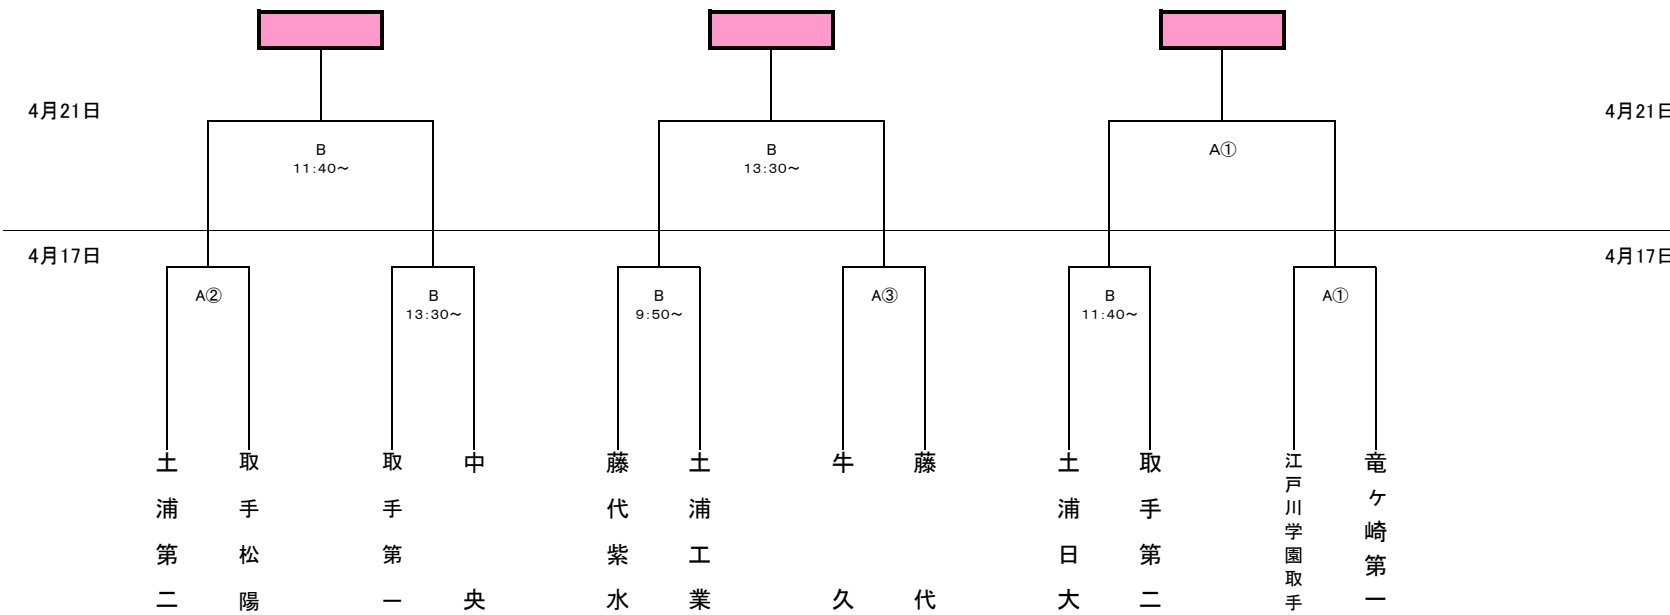 4月21日
4月21日
B
11:40～
B
13:30～
A①
4月17日
4月17日
A②
B
13:30～
B
9:50～
A③
B
11:40～
A①
土浦第二
取手松陽
取手第一
中央
藤代紫水
土浦工業
牛久
藤代
土浦日大
取手第二
江戸川学園取手
竜ヶ崎第一